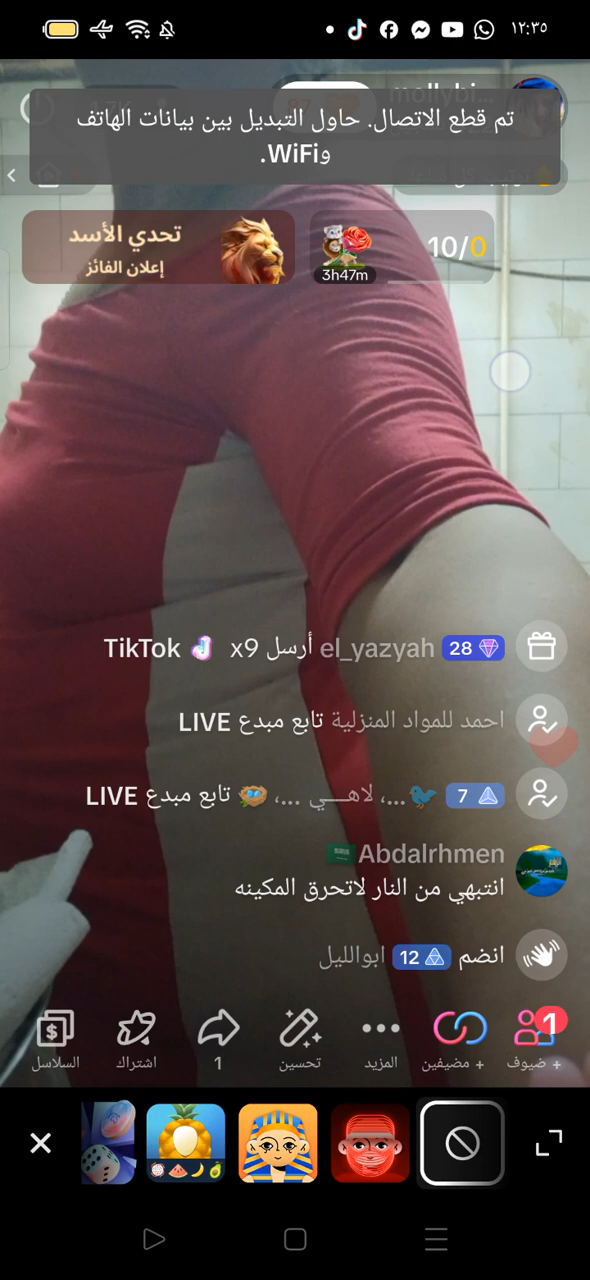 ١٢:٣٥
mollybi...
تم قطع الاتصال. حاول التبديل بين بيانات الهاتف
وWiFi.
تحدي الأسد
إعلان الفائز
10/0
3h47m
28 el_yazyah أرسل x9 TikTok
احمد للمواد المنزلية تابع مبدع LIVE
7 ...، لاهـــي ...، تابع مبدع LIVE
Abdalrhmen
انتبهي من النار لاتحرق المكينه
انضم 12 ابوالليل
1
+ ضيوف
+ مضيفين
المزيد
تحسين
1
اشتراك
السلاسل